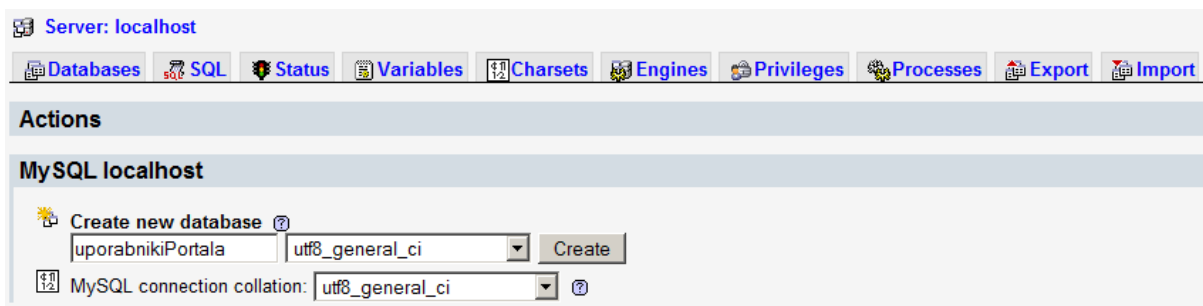 Server: localhost
Databases SQL Status Variables Charsets Engines Privileges Processes Export Import
Actions
MySQL localhost
Create new database
uporabnikiPortala utf8_general_ci Create
MySQL connection collation: utf8_general_ci